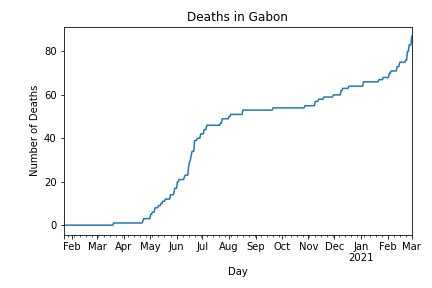 Deaths in Gabon
Number of Deaths
80
60
40
20
0
Feb Mar Apr May Jun Jul Aug Sep Oct Nov Dec Jan Feb Mar
2021
Day